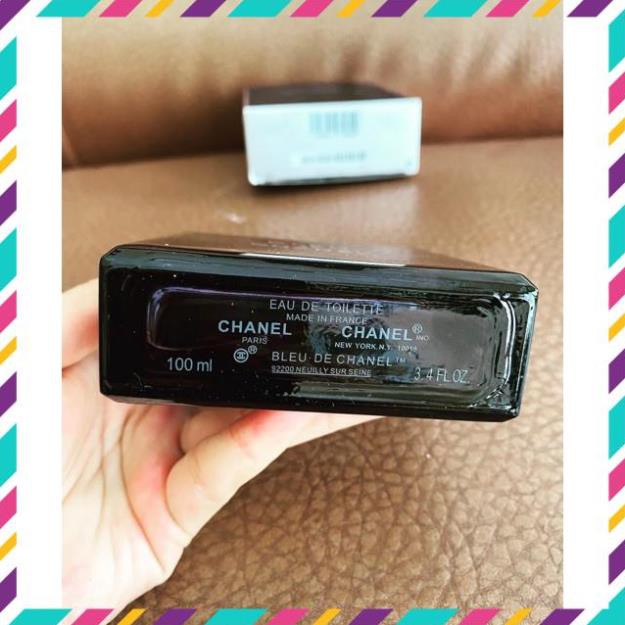 EAU DE TOILETTE
MADE IN FRANCE
CHANEL CHANEL® INC
PARIS NEW YORK, N.Y. 10019
® BLEU DE CHANEL™
100 ml 92200 NEUILLY SUR SEINE 3.4 FL.OZ.